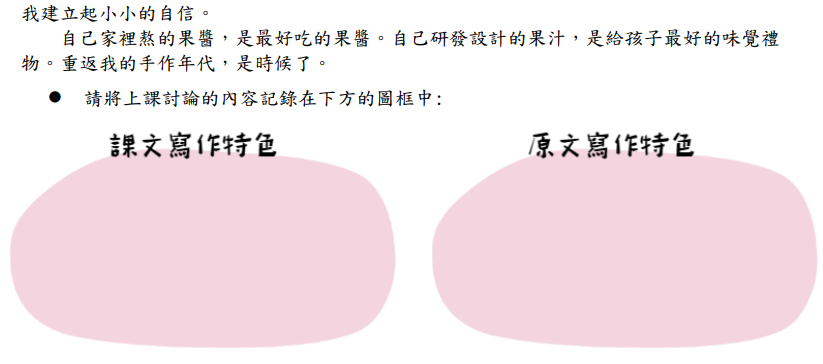 我建立起小小的自信。
自己家裡熬的果醬，是最好吃的果醬。自己研發設計的果汁，是給孩子最好的味覺禮
物。重返我的手作年代，是時候了。
● 請將上課討論的內容記錄在下方的圖框中:
課文寫作特色
原文寫作特色